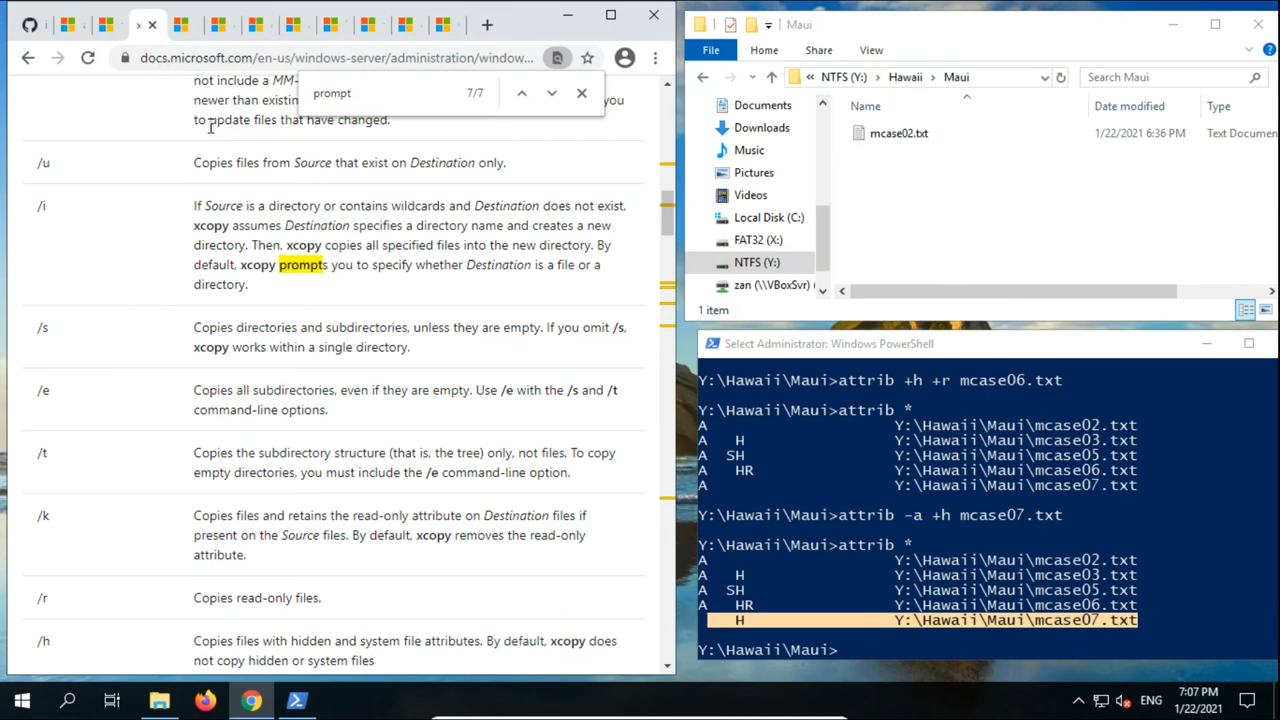 x
docs.microsoft.com/en-us/windows-server/administration/window...
prompt 7/7
not include a MM-
newer than existin you
to update files that have changed.
/u Copies files from Source that exist on Destination only.
/i If Source is a directory or contains wildcards and Destination does not exist,
xcopy assumes Destination specifies a directory name and creates a new
directory. Then, xcopy copies all specified files into the new directory. By
default, xcopy prompts you to specify whether Destination is a file or a
directory.
/s Copies directories and subdirectories, unless they are empty. If you omit /s,
xcopy works within a single directory.
/e Copies all subdirectories, even if they are empty. Use /e with the /s and /t
command-line options.
/t Copies the subdirectory structure (that is, the tree) only, not files. To copy
empty directories, you must include the /e command-line option.
/k Copies files and retains the read-only attribute on Destination files if
present on the Source files. By default, xcopy removes the read-only
attribute.
/r Copies read-only files.
/h Copies files with hidden and system file attributes. By default, xcopy does
not copy hidden or system files
Maui
File Home Share View
« NTFS (Y:) › Hawaii › Maui Search Maui
Name Date modified Type
mcase02.txt 1/22/2021 6:36 PM Text Documen
Documents
Downloads
Music
Pictures
Videos
Local Disk (C:)
FAT32 (X:)
NTFS (Y:)
zan (\\VBoxSvr) (
1 item
Select Administrator: Windows PowerShell
Y:\Hawaii\Maui>attrib +h +r mcase06.txt
Y:\Hawaii\Maui>attrib *
A Y:\Hawaii\Maui\mcase02.txt
A H Y:\Hawaii\Maui\mcase03.txt
A SH Y:\Hawaii\Maui\mcase05.txt
A HR Y:\Hawaii\Maui\mcase06.txt
A Y:\Hawaii\Maui\mcase07.txt
Y:\Hawaii\Maui>attrib -a +h mcase07.txt
Y:\Hawaii\Maui>attrib *
A Y:\Hawaii\Maui\mcase02.txt
A H Y:\Hawaii\Maui\mcase03.txt
A SH Y:\Hawaii\Maui\mcase05.txt
A HR Y:\Hawaii\Maui\mcase06.txt
H Y:\Hawaii\Maui\mcase07.txt
Y:\Hawaii\Maui>
ENG
7:07 PM
1/22/2021